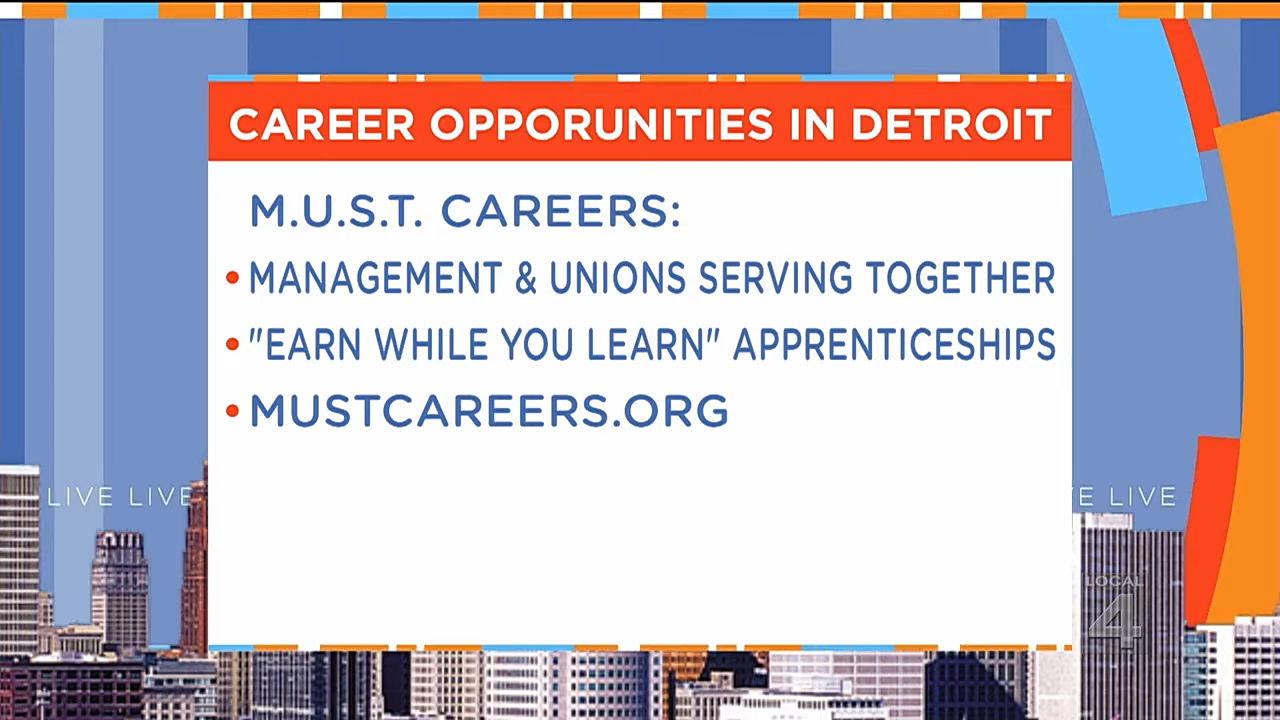 CAREER OPPORUNITIES IN DETROIT
M.U.S.T. CAREERS:
• MANAGEMENT & UNIONS SERVING TOGETHER
• "EARN WHILE YOU LEARN" APPRENTICESHIPS
• MUSTCAREERS.ORG
LIVE LIVE
VE LIVE
LOCAL
4